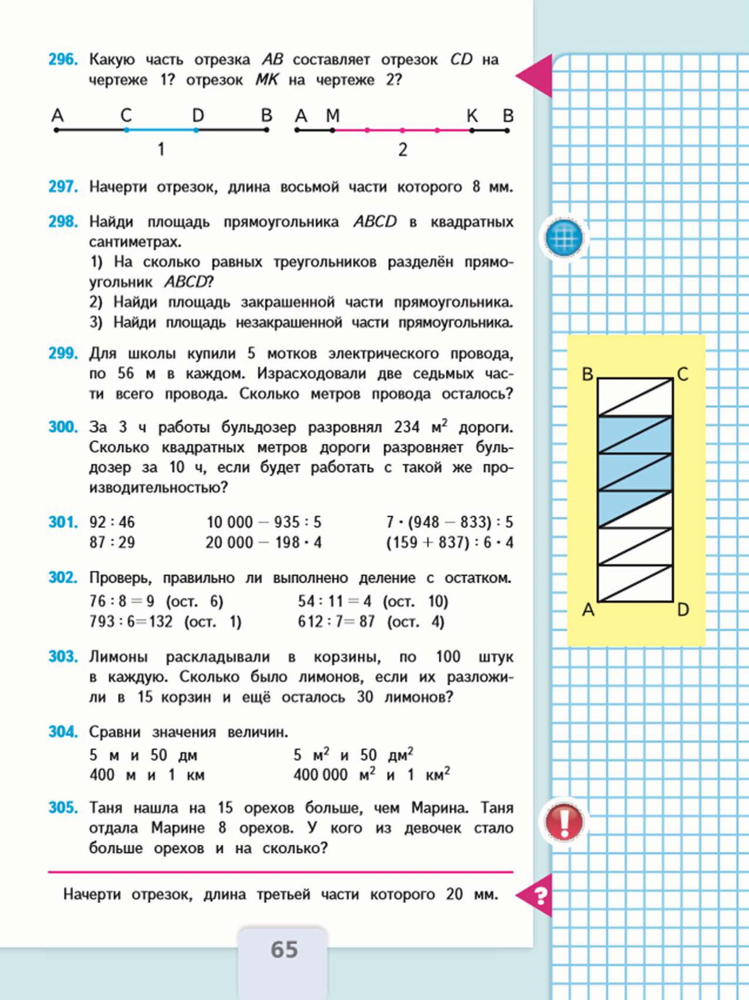 296. Какую часть отрезка AB составляет отрезок CD на
чертеже 1? отрезок MK на чертеже 2?
A C D B A M K B
1 2
297. Начерти отрезок, длина восьмой части которого 8 мм.
298. Найди площадь прямоугольника ABCD в квадратных
сантиметрах.
1) На сколько равных треугольников разделён прямо-
угольник ABCD?
2) Найди площадь закрашенной части прямоугольника.
3) Найди площадь незакрашенной части прямоугольника.
299. Для школы купили 5 мотков электрического провода,
по 56 м в каждом. Израсходовали две седьмых час-
ти всего провода. Сколько метров провода осталось?
300. За 3 ч работы бульдозер разровнял 234 м² дороги.
Сколько квадратных метров дороги разровняет буль-
дозер за 10 ч, если будет работать с такой же про-
изводительностью?
301. 92 : 46 10 000 − 935 : 5 7 · (948 − 833) : 5
87 : 29 20 000 − 198 · 4 (159 + 837) : 6 · 4
302. Проверь, правильно ли выполнено деление с остатком.
76 : 8 = 9 (ост. 6) 54 : 11 = 4 (ост. 10)
793 : 6=132 (ост. 1) 612 : 7= 87 (ост. 4)
303. Лимоны раскладывали в корзины, по 100 штук
в каждую. Сколько было лимонов, если их разложи-
ли в 15 корзин и ещё осталось 30 лимонов?
304. Сравни значения величин.
5 м и 50 дм 5 м² и 50 дм²
400 м и 1 км 400 000 м² и 1 км²
305. Таня нашла на 15 орехов больше, чем Марина. Таня
отдала Марине 8 орехов. У кого из девочек стало
больше орехов и на сколько?
Начерти отрезок, длина третьей части которого 20 мм.
?
65
B C
A D
!